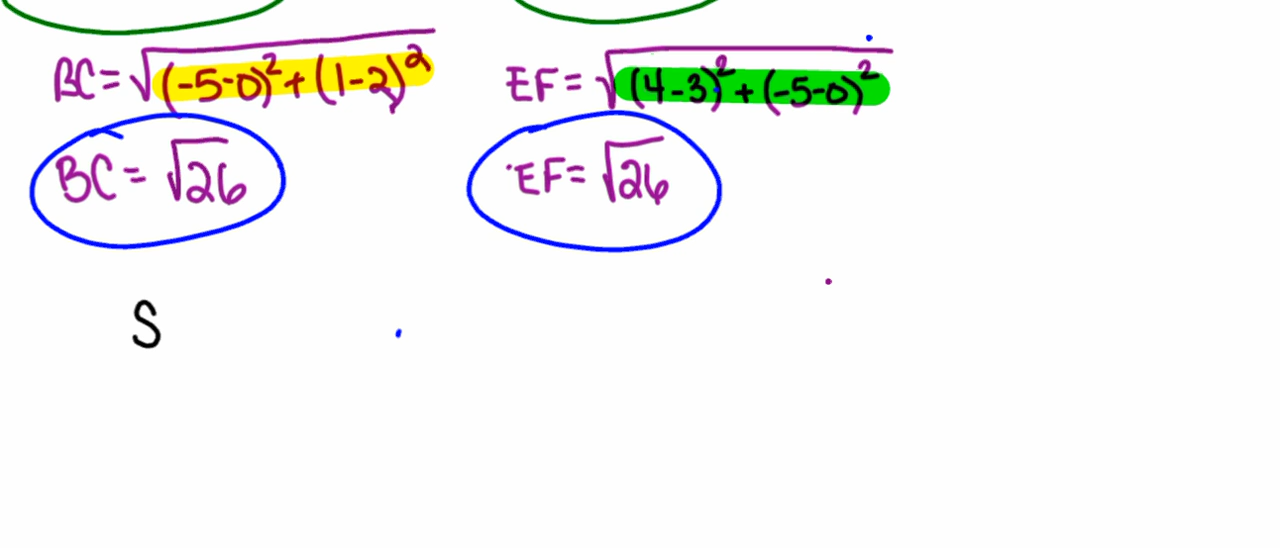 BC = √(-5-0)² + (1-2)²
EF = √(4-3)² + (-5-0)²
BC = √26
EF = √26
S